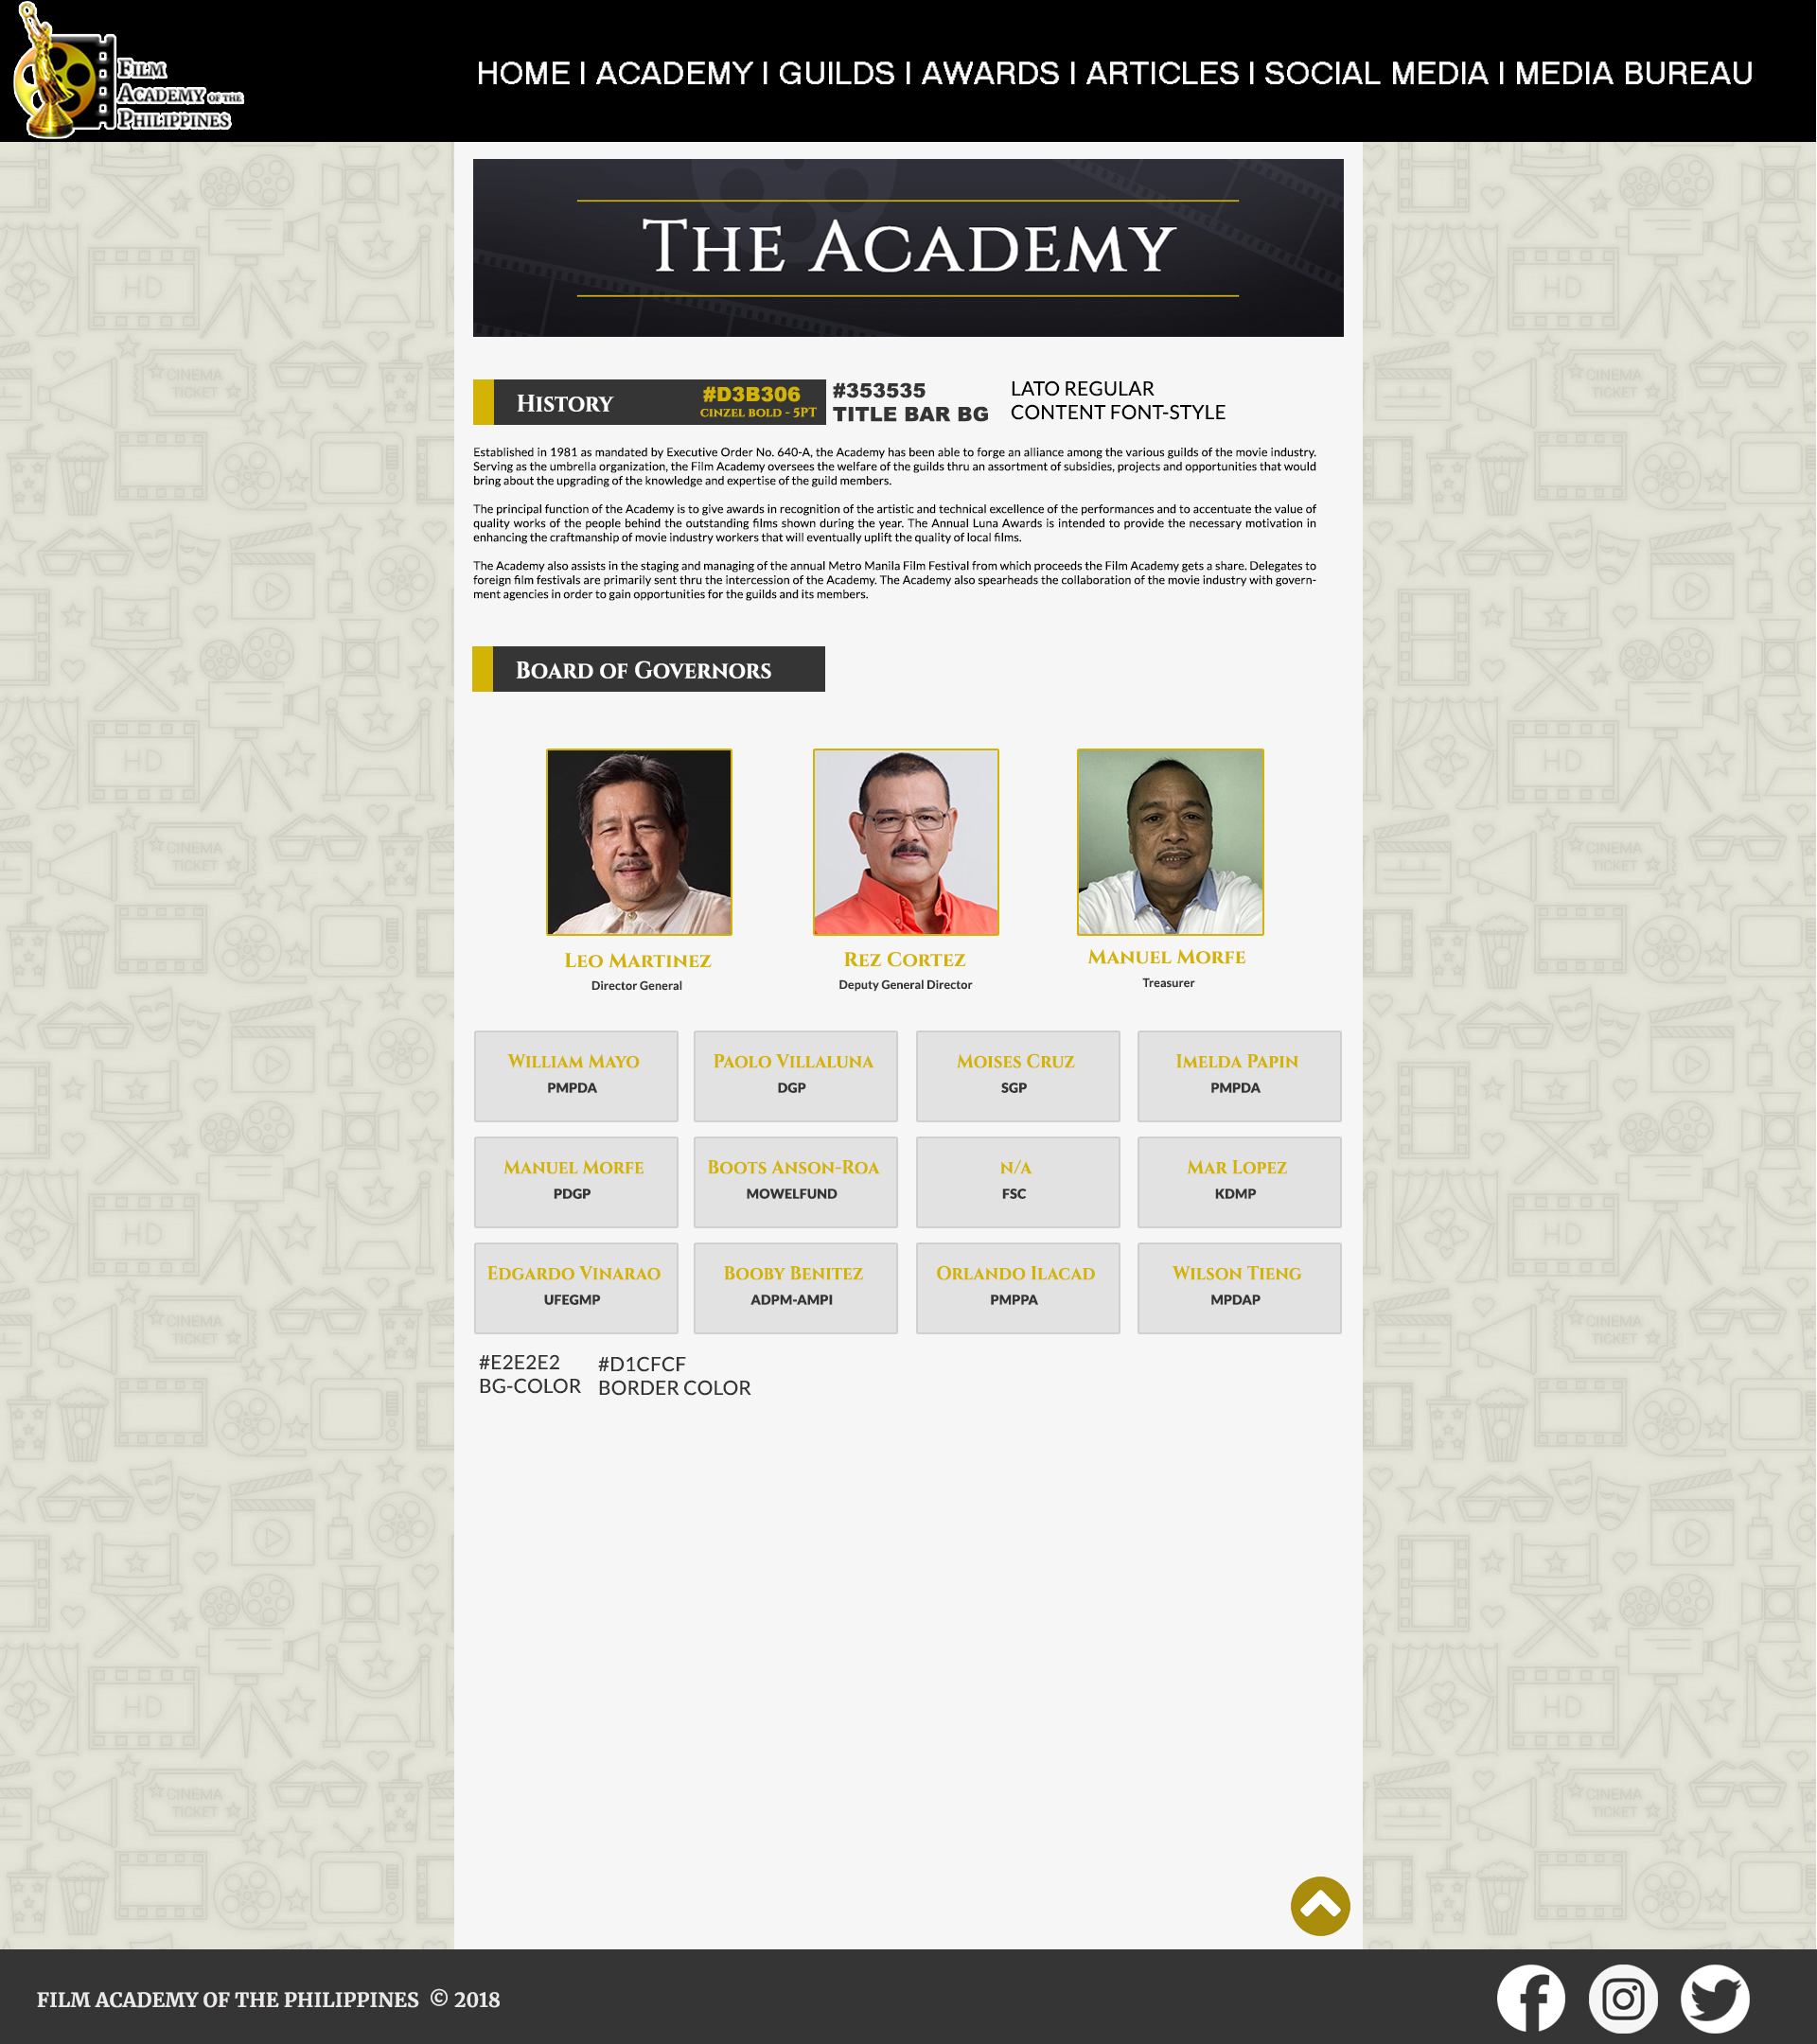 FILM
ACADEMY OF THE
PHILIPPINES
HOME I ACADEMY I GUILDS I AWARDS I ARTICLES I SOCIAL MEDIA I MEDIA BUREAU
THE ACADEMY
HISTORY
#D3B306
CINZEL BOLD - 5PT
#353535
TITLE BAR BG
LATO REGULAR
CONTENT FONT-STYLE
Established in 1981 as mandated by Executive Order No. 640-A, the Academy has been able to forge an alliance among the various guilds of the movie industry.
Serving as the umbrella organization, the Film Academy oversees the welfare of the guilds thru an assortment of subsidies, projects and opportunities that would
bring about the upgrading of the knowledge and expertise of the guild members.
The principal function of the Academy is to give awards in recognition of the artistic and technical excellence of the performances and to accentuate the value of
quality works of the people behind the outstanding films shown during the year. The Annual Luna Awards is intended to provide the necessary motivation in
enhancing the craftmanship of movie industry workers that will eventually uplift the quality of local films.
The Academy also assists in the staging and managing of the annual Metro Manila Film Festival from which proceeds the Film Academy gets a share. Delegates to
foreign film festivals are primarily sent thru the intercession of the Academy. The Academy also spearheads the collaboration of the movie industry with govern-
ment agencies in order to gain opportunities for the guilds and its members.
BOARD OF GOVERNORS
LEO MARTINEZ
Director General
REZ CORTEZ
Deputy General Director
MANUEL MORFE
Treasurer
WILLIAM MAYO
PMPDA
PAOLO VILLALUNA
DGP
MOISES CRUZ
SGP
IMELDA PAPIN
PMPDA
MANUEL MORFE
PDGP
BOOTS ANSON-ROA
MOWELFUND
N/A
FSC
MAR LOPEZ
KDMP
EDGARDO VINARAO
UFEGMP
BOOBY BENITEZ
ADPM-AMPI
ORLANDO ILACAD
PMPPA
WILSON TIENG
MPDAP
#E2E2E2
BG-COLOR
#D1CFCF
BORDER COLOR
HD
CINEMA
TICKET
FILM ACADEMY OF THE PHILIPPINES © 2018